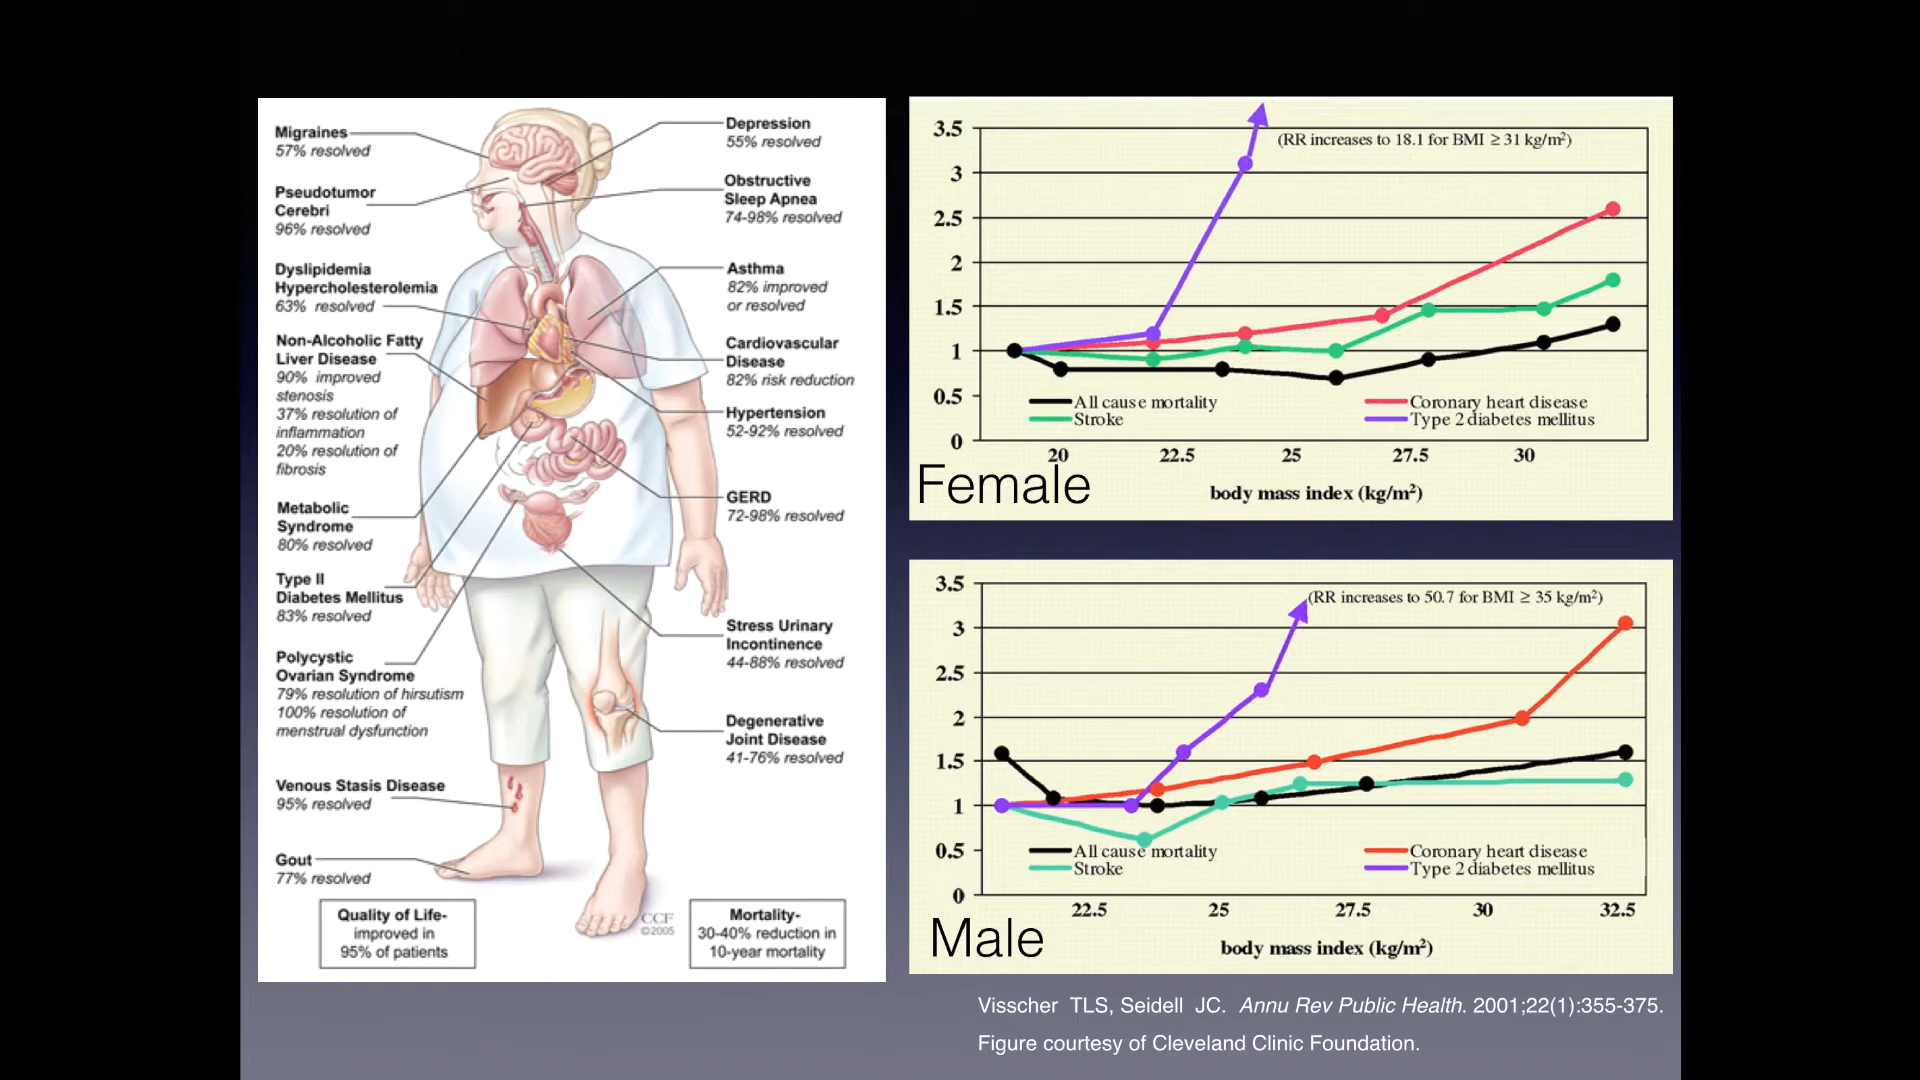 Migraines
57% resolved
Pseudotumor
Cerebri
96% resolved
Dyslipidemia
Hypercholesterolemia
63% resolved
Non-Alcoholic Fatty
Liver Disease
90% improved
stenosis
37% resolution of
inflammation
20% resolution of
fibrosis
Metabolic
Syndrome
80% resolved
Type II
Diabetes Mellitus
83% resolved
Polycystic
Ovarian Syndrome
79% resolution of hirsutism
100% resolution of
menstrual dysfunction
Venous Stasis Disease
95% resolved
Gout
77% resolved
Depression
55% resolved
Obstructive
Sleep Apnea
74-98% resolved
Asthma
82% improved
or resolved
Cardiovascular
Disease
82% risk reduction
Hypertension
52-92% resolved
GERD
72-98% resolved
Stress Urinary
Incontinence
44-88% resolved
Degenerative
Joint Disease
41-76% resolved
Quality of Life-
improved in
95% of patients
CCF
©2005
Mortality-
30-40% reduction in
10-year mortality
3.5
3
2.5
2
1.5
1
0.5
0
(RR increases to 18.1 for BMI ≥ 31 kg/m²)
All cause mortality
Stroke
Coronary heart disease
Type 2 diabetes mellitus
20 22.5 25 27.5 30
Female
body mass index (kg/m²)
3.5
3
2.5
2
1.5
1
0.5
0
(RR increases to 50.7 for BMI ≥ 35 kg/m²)
All cause mortality
Stroke
Coronary heart disease
Type 2 diabetes mellitus
22.5 25 27.5 30 32.5
Male
body mass index (kg/m²)
Visscher TLS, Seidell JC. Annu Rev Public Health. 2001;22(1):355-375.
Figure courtesy of Cleveland Clinic Foundation.